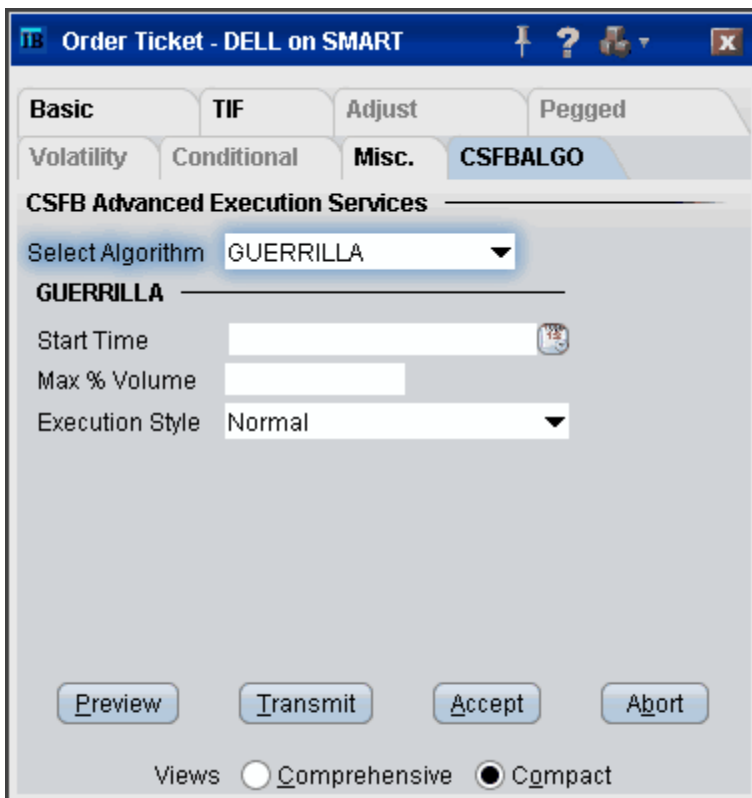 IB Order Ticket - DELL on SMART ?
Basic TIF Adjust Pegged
Volatility Conditional Misc. CSFBALGO
CSFB Advanced Execution Services
Select Algorithm GUERRILLA
GUERRILLA
Start Time
Max % Volume
Execution Style Normal
Preview Transmit Accept Abort
Views Comprehensive Compact